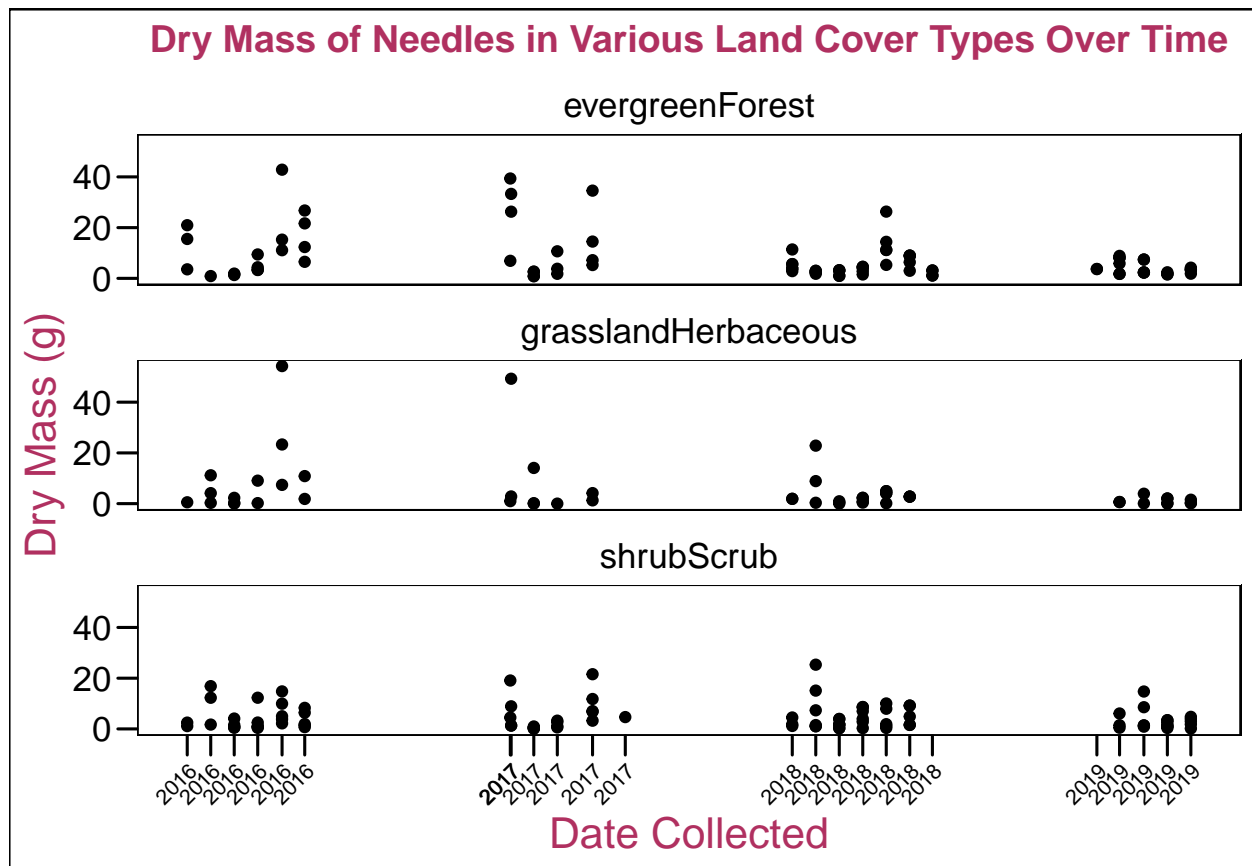 Dry Mass of Needles in Various Land Cover Types Over Time
evergreenForest
40
20
0
grasslandHerbaceous
40
20
0
shrubScrub
40
20
0
Dry Mass (g)
2016 2016 2016 2016 2016 2016 2017 2017 2017 2017 2017 2018 2018 2018 2018 2018 2018 2018 2019 2019 2019 2019 2019
Date Collected